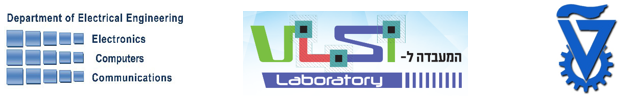 Department of Electrical Engineering
Electronics
Computers
Communications
המעבדה ל-
VLSI
Laboratory